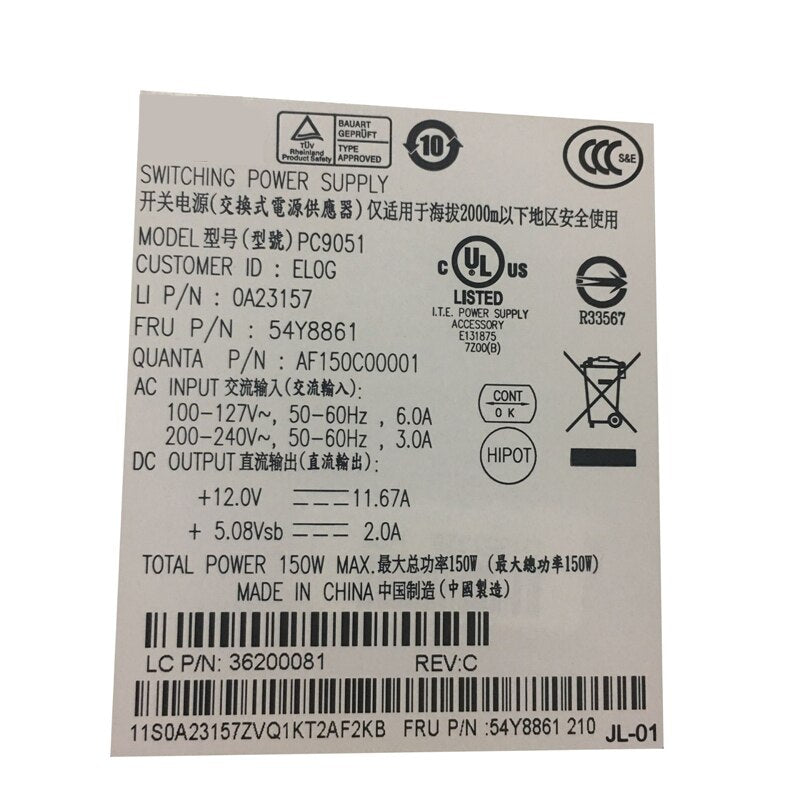 BAUART
GEPRÜFT
TYPE
APPROVED
TÜV
Rheinland
Product Safety
10
CCC S&E
SWITCHING POWER SUPPLY
开关电源(交换式電源供應器)仅适用于海拔2000m以下地区安全使用
MODEL 型号(型號)PC9051
CUSTOMER ID : EL0G
LI P/N : 0A23157
FRU P/N : 54Y8861
QUANTA P/N : AF150C00001
c UL US
LISTED
I.T.E. POWER SUPPLY
ACCESSORY
E131875
7Z00(B)
R33567
AC INPUT 交流输入(交流輸入):
100-127V~, 50-60Hz , 6.0A
200-240V~, 50-60Hz , 3.0A
CONT
O K
HIPOT
DC OUTPUT 直流输出(直流輸出):
+12.0V 11.67A
+ 5.08Vsb 2.0A
TOTAL POWER 150W MAX.最大总功率150W (最大總功率150W)
MADE IN CHINA 中国制造(中國製造)
LC P/N: 36200081 REV:C
11S0A23157ZVQ1KT2AF2KB FRU P/N :54Y8861 210 JL-01